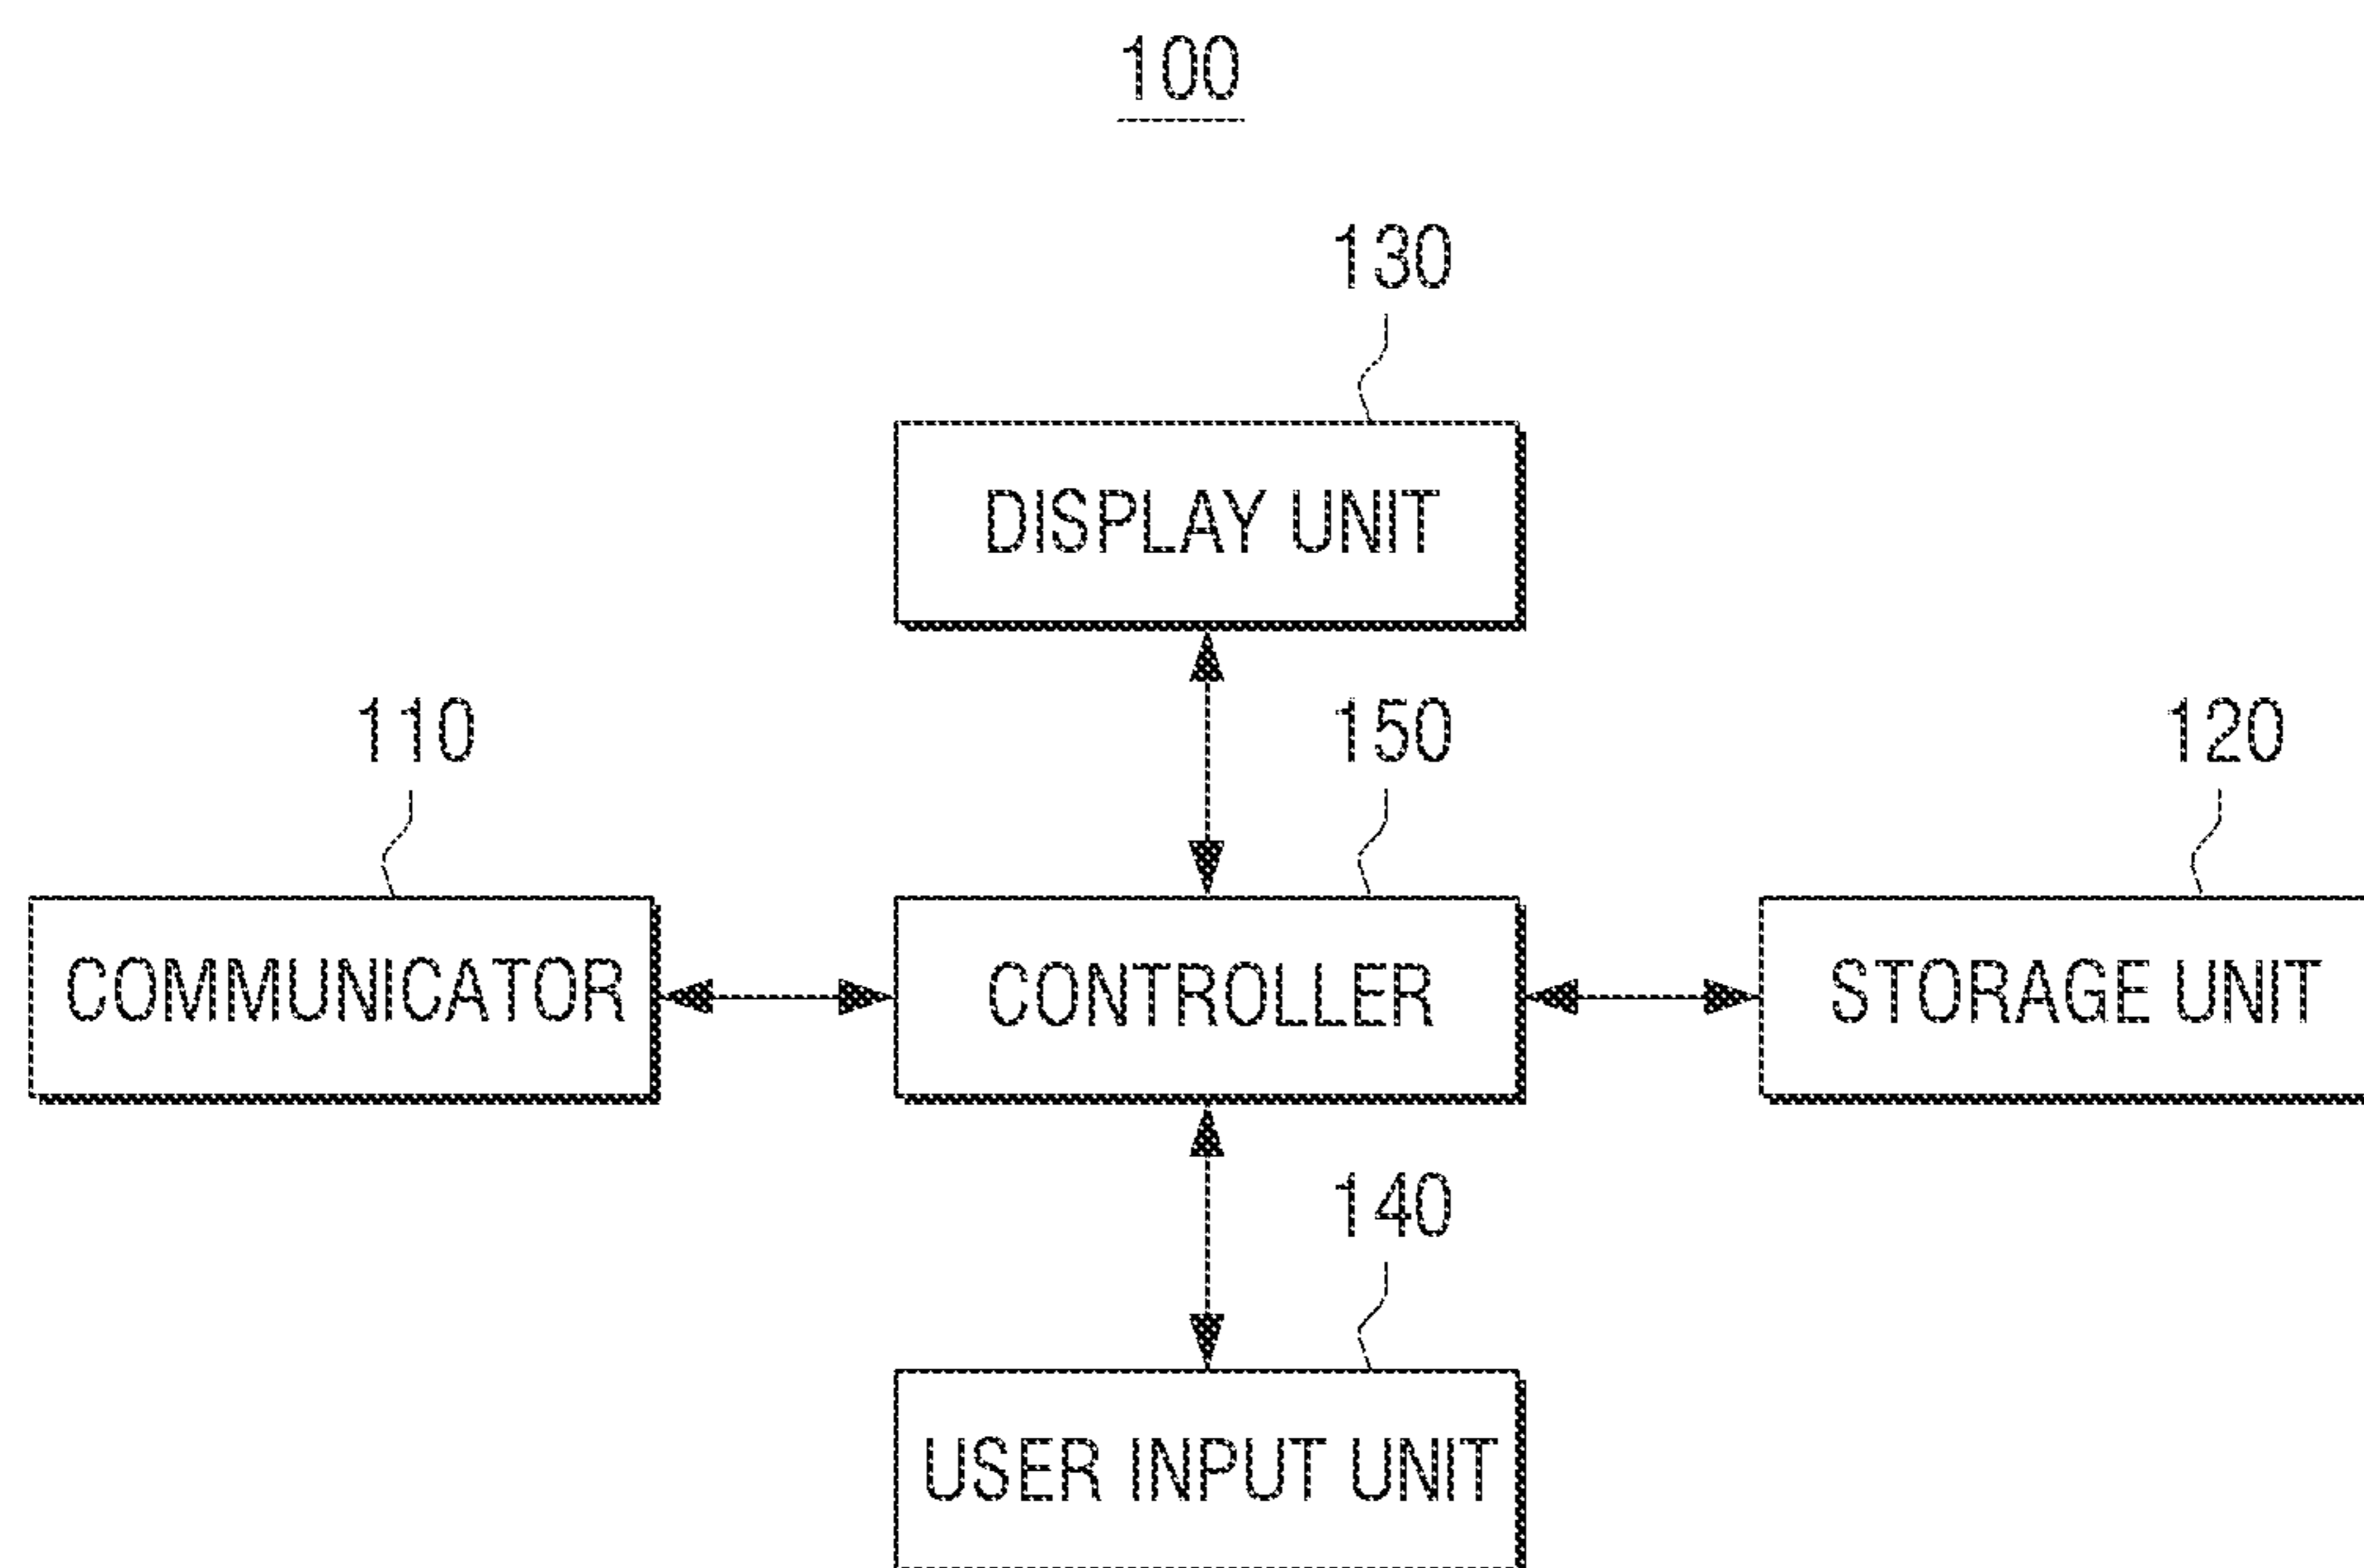 100
130
DISPLAY UNIT
110
150
120
COMMUNICATOR
CONTROLLER
STORAGE UNIT
140
USER INPUT UNIT